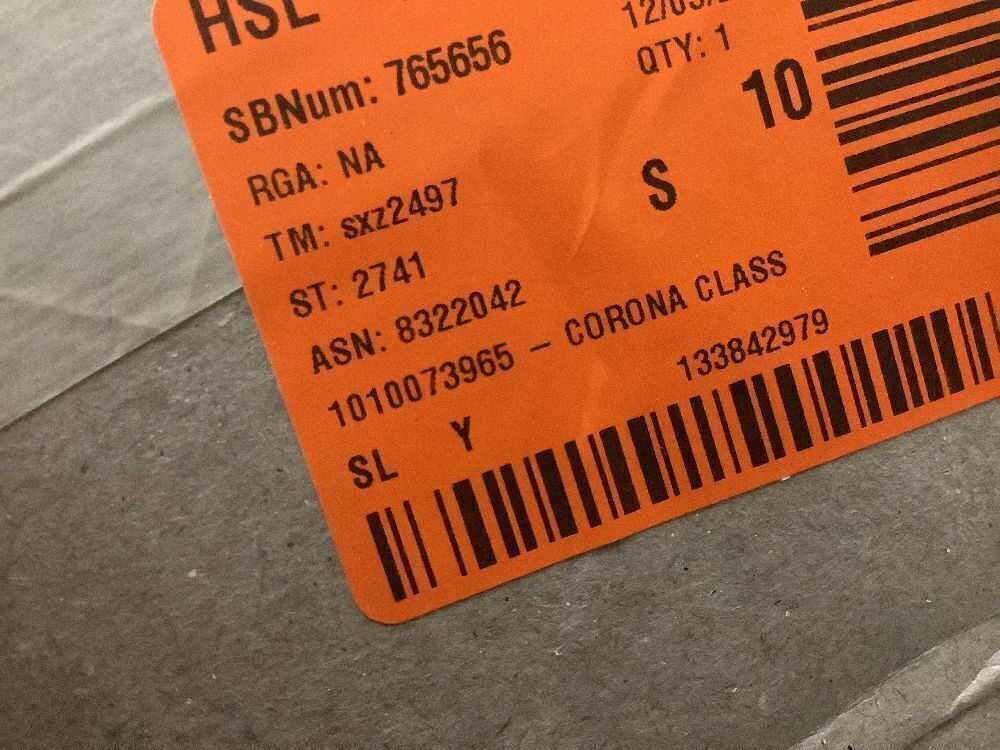 HSL
12/03/
SBNum: 765656
QTY: 1
10
RGA: NA
S
TM: sxz2497
ST: 2741
ASN: 8322042
1010073965 – CORONA CLASS
133842979
SL Y